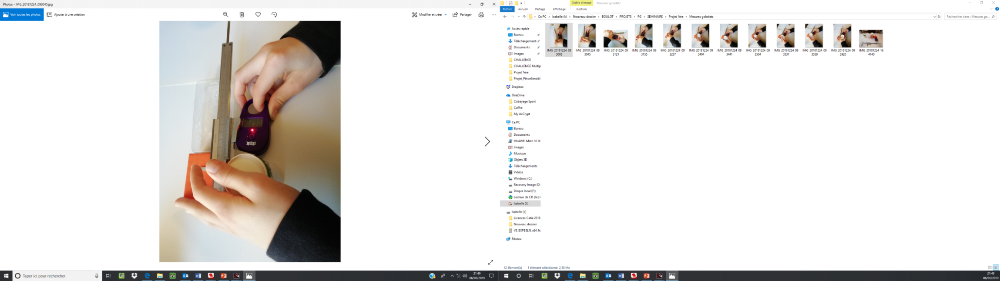 Photos - IMG_20181224_093045.jpg
Voir toutes les photos
Ajouter à une création
Modifier et créer
Partager
Outils d'image
Mesures gobelets
Fichier
Accueil
Partage
Affichage
Gestion
Ce PC › Isabelle (I:) › Nouveau dossier › BOULOT › PROJETS › PG › SEMINAIRE › Projet 1ère › Mesures gobelets
Rechercher dans : Mesures go...
Accès rapide
Bureau
Téléchargement
Documents
Images
CHALLENGE
CHALLENGE Multip
Projet 1ère
Projet_PinceSensibl
Dropbox
OneDrive
Cobayage Sport
Coffre
My AxCrypt
Ce PC
Bureau
Documents
HUAWEI Mate 10 lit
Images
Musique
Objets 3D
Téléchargements
Vidéos
Windows (C:)
Recovery Image (D:
Disque local (F:)
Lecteur de CD (G:) H
Isabelle (I:)
Isabelle (I:)
Licences Catia 2018
Nouveau dossier
VS_EXPBSLN_x64_fr
Réseau
IMG_20181224_093008
IMG_20181224_093045
IMG_20181224_093121
IMG_20181224_093155
IMG_20181224_093237
IMG_20181224_093404
IMG_20181224_093441
IMG_20181224_093504
IMG_20181224_093531
IMG_20181224_093559
IMG_20181224_093920
IMG_20181224_164140
12 élément(s)
1 élément sélectionné 2,58 Mo
Taper ici pour rechercher
21:49
06/01/2019
21:49
06/01/2019